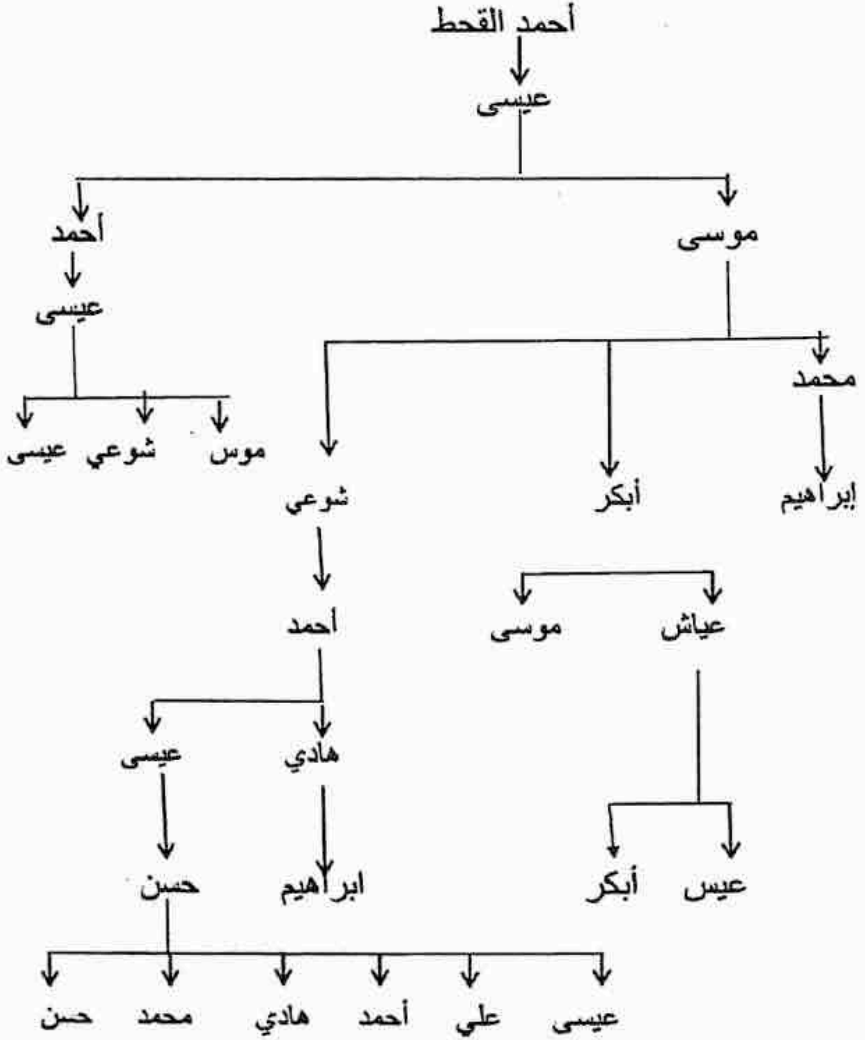 أحمد القحط
عيسى
موسى أحمد
عيسى
محمد
موس شوعي عيسى
إبراهيم أبكر شوعي
عياش موسى أحمد
هادي عيسى
عيس أبكر ابراهيم حسن
عيسى علي أحمد هادي محمد حسن